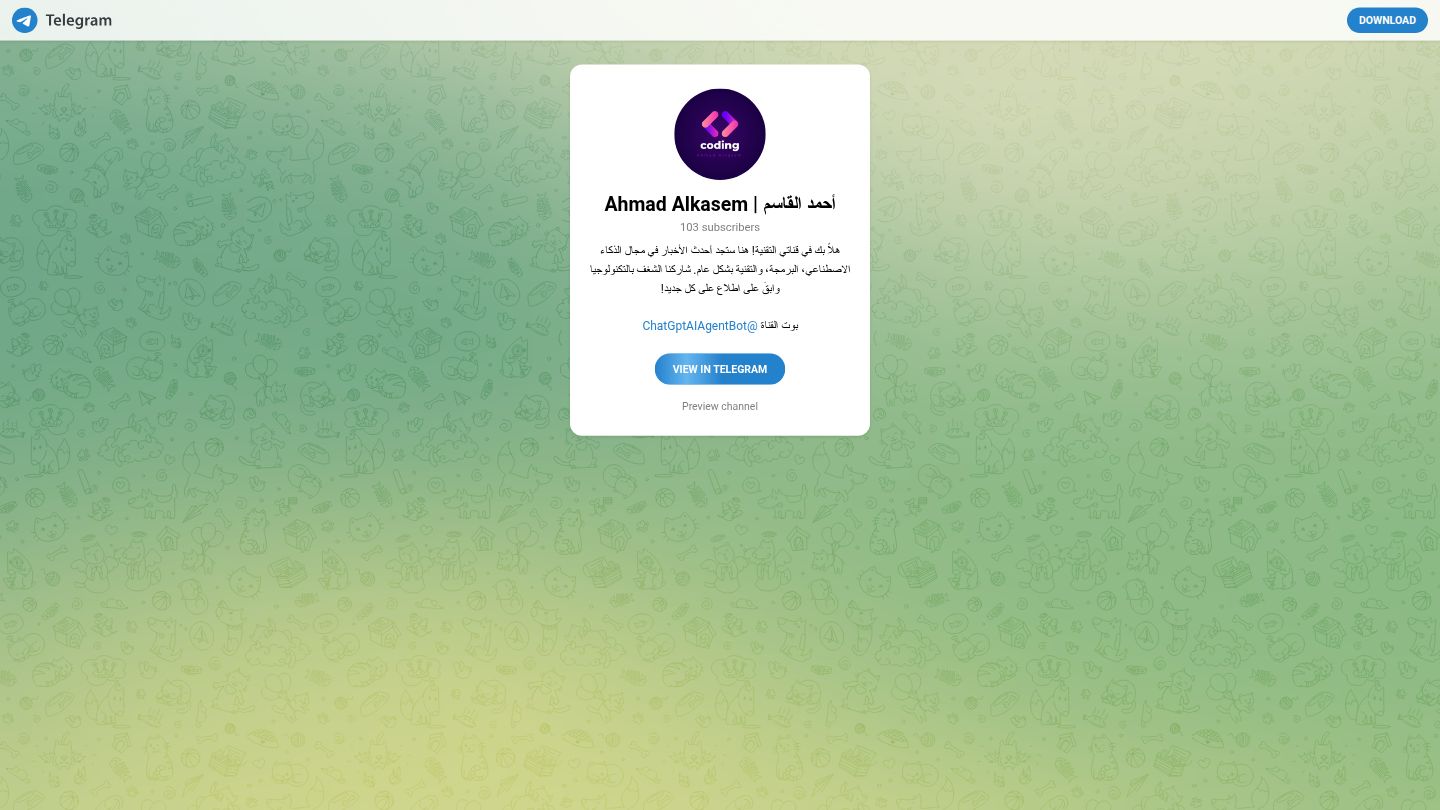 Telegram
DOWNLOAD
coding
Ahmad Alkasem | أحمد القاسم
103 subscribers
هلاً بك في قناتي التقنية! هنا ستجد أحدث الأخبار في مجال الذكاء
الاصطناعي، البرمجة، والتقنية بشكل عام. شاركنا الشغف بالتكنولوجيا
وابقَ على اطلاع على كل جديد!
بوت القناة @ChatGptAIAgentBot
VIEW IN TELEGRAM
Preview channel